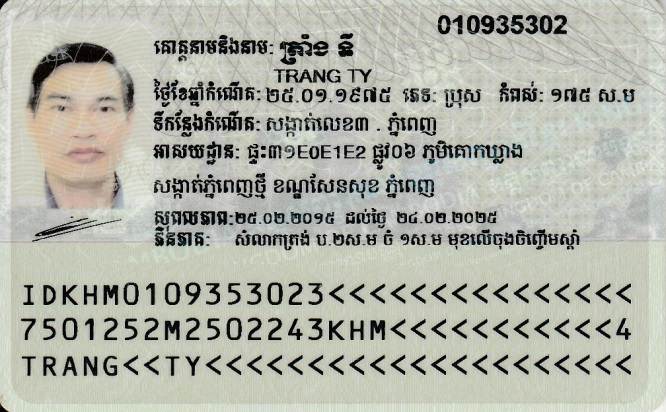 010935302
គោត្តនាមនិងនាម: ត្រាំង ទី
TRANG TY
ថ្ងៃខែឆ្នាំកំណើត: ២៥.០១.១៩៧៥ ភេទ: ប្រុស កំពស់: ១៧៥ ស.ម
ទីកន្លែងកំណើត: សង្កាត់លេខ៣ . ភ្នំពេញ
អាសយដ្ឋាន: ផ្ទះ៣១E0E1E2 ផ្លូវ០៦ ភូមិគោកឃ្លាង
សង្កាត់ភ្នំពេញថ្មី ខណ្ឌសែនសុខ ភ្នំពេញ
សុពលភាព:២៥.០២.២០១៥ ដល់ថ្ងៃ ២៤.០២.២០២៥
ភិនភាគ: សំលាកត្រង់ ប.២ស.ម ចំ ១ស.ម មុខលើចុងចិញ្ចើមស្តាំ
IDKHM0109353023<<<<<<<<<<<<<<<
7501252M2502243KHM<<<<<<<<<<<4
TRANG<<TY<<<<<<<<<<<<<<<<<<<<<